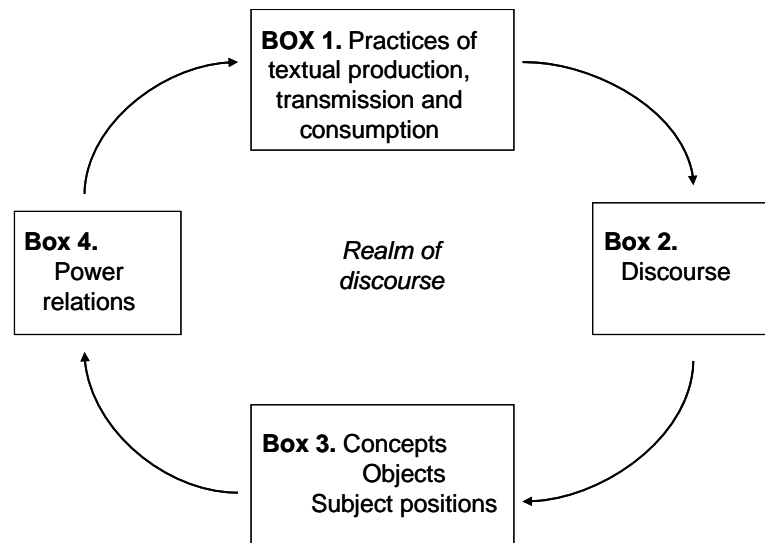 BOX 1. Practices of
textual production,
transmission and
consumption
Box 2.
Discourse
Box 3. Concepts
Objects
Subject positions
Box 4.
Power
relations
Realm of
discourse